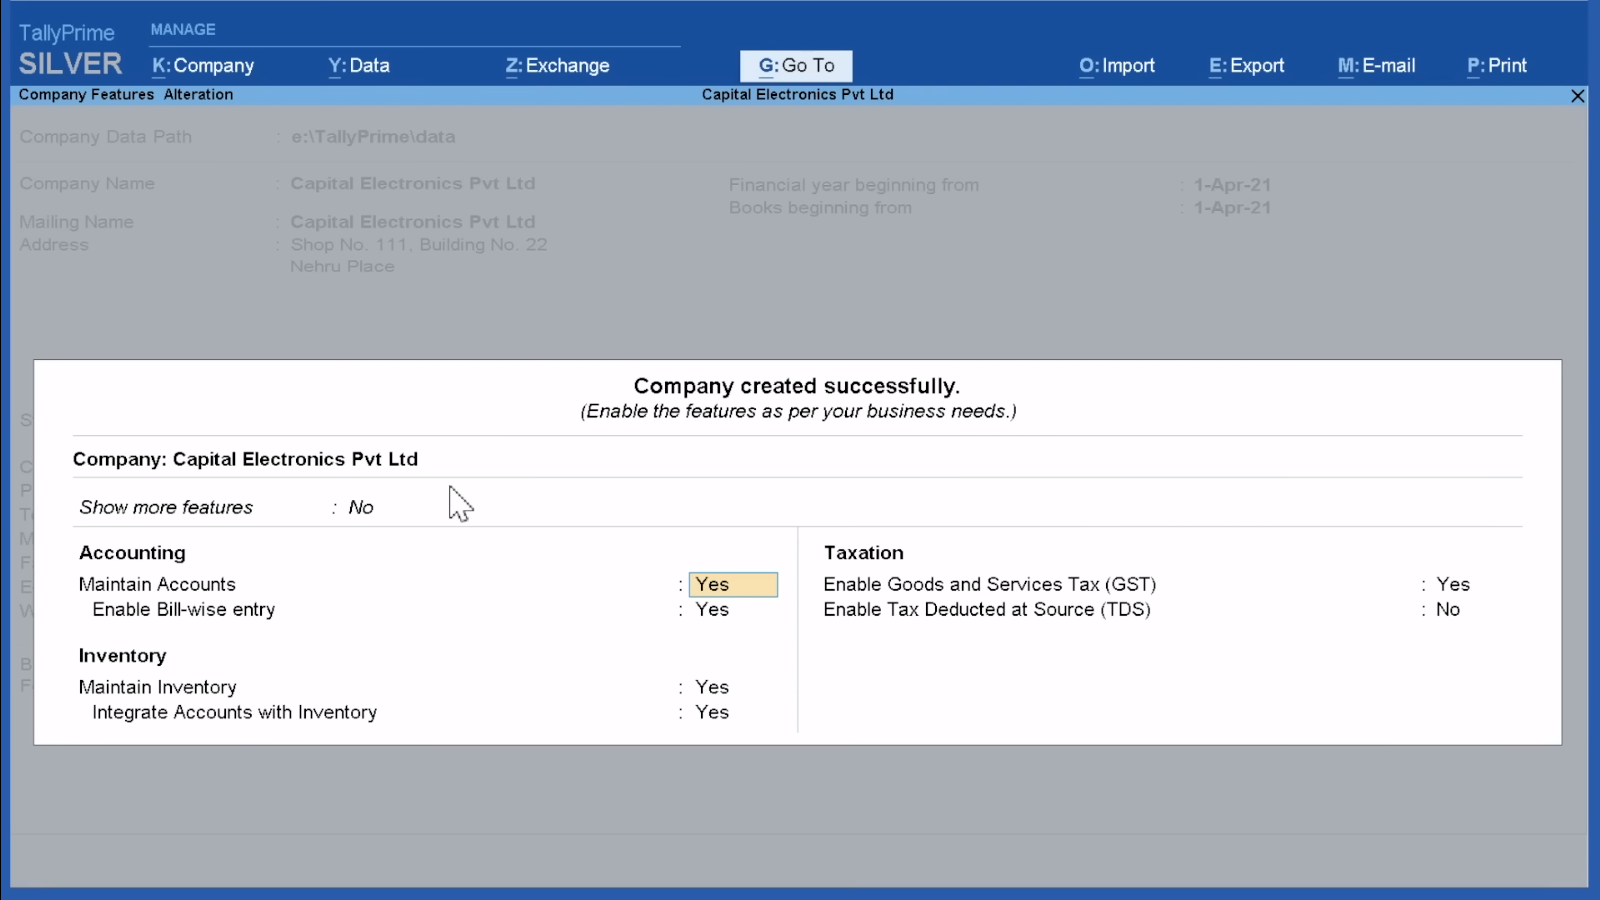 TallyPrime
SILVER
MANAGE
K: Company
Y: Data
Z: Exchange
G: Go To
O: Import
E: Export
M: E-mail
P: Print
Company Features Alteration
Capital Electronics Pvt Ltd
Company Data Path : e:\TallyPrime\data
Company Name : Capital Electronics Pvt Ltd
Financial year beginning from : 1-Apr-21
Books beginning from : 1-Apr-21
Mailing Name : Capital Electronics Pvt Ltd
Address : Shop No. 111, Building No. 22
Nehru Place
Company created successfully.
(Enable the features as per your business needs.)
Company: Capital Electronics Pvt Ltd
Show more features : No
Accounting
Maintain Accounts : Yes
Enable Bill-wise entry : Yes
Inventory
Maintain Inventory : Yes
Integrate Accounts with Inventory : Yes
Taxation
Enable Goods and Services Tax (GST) : Yes
Enable Tax Deducted at Source (TDS) : No